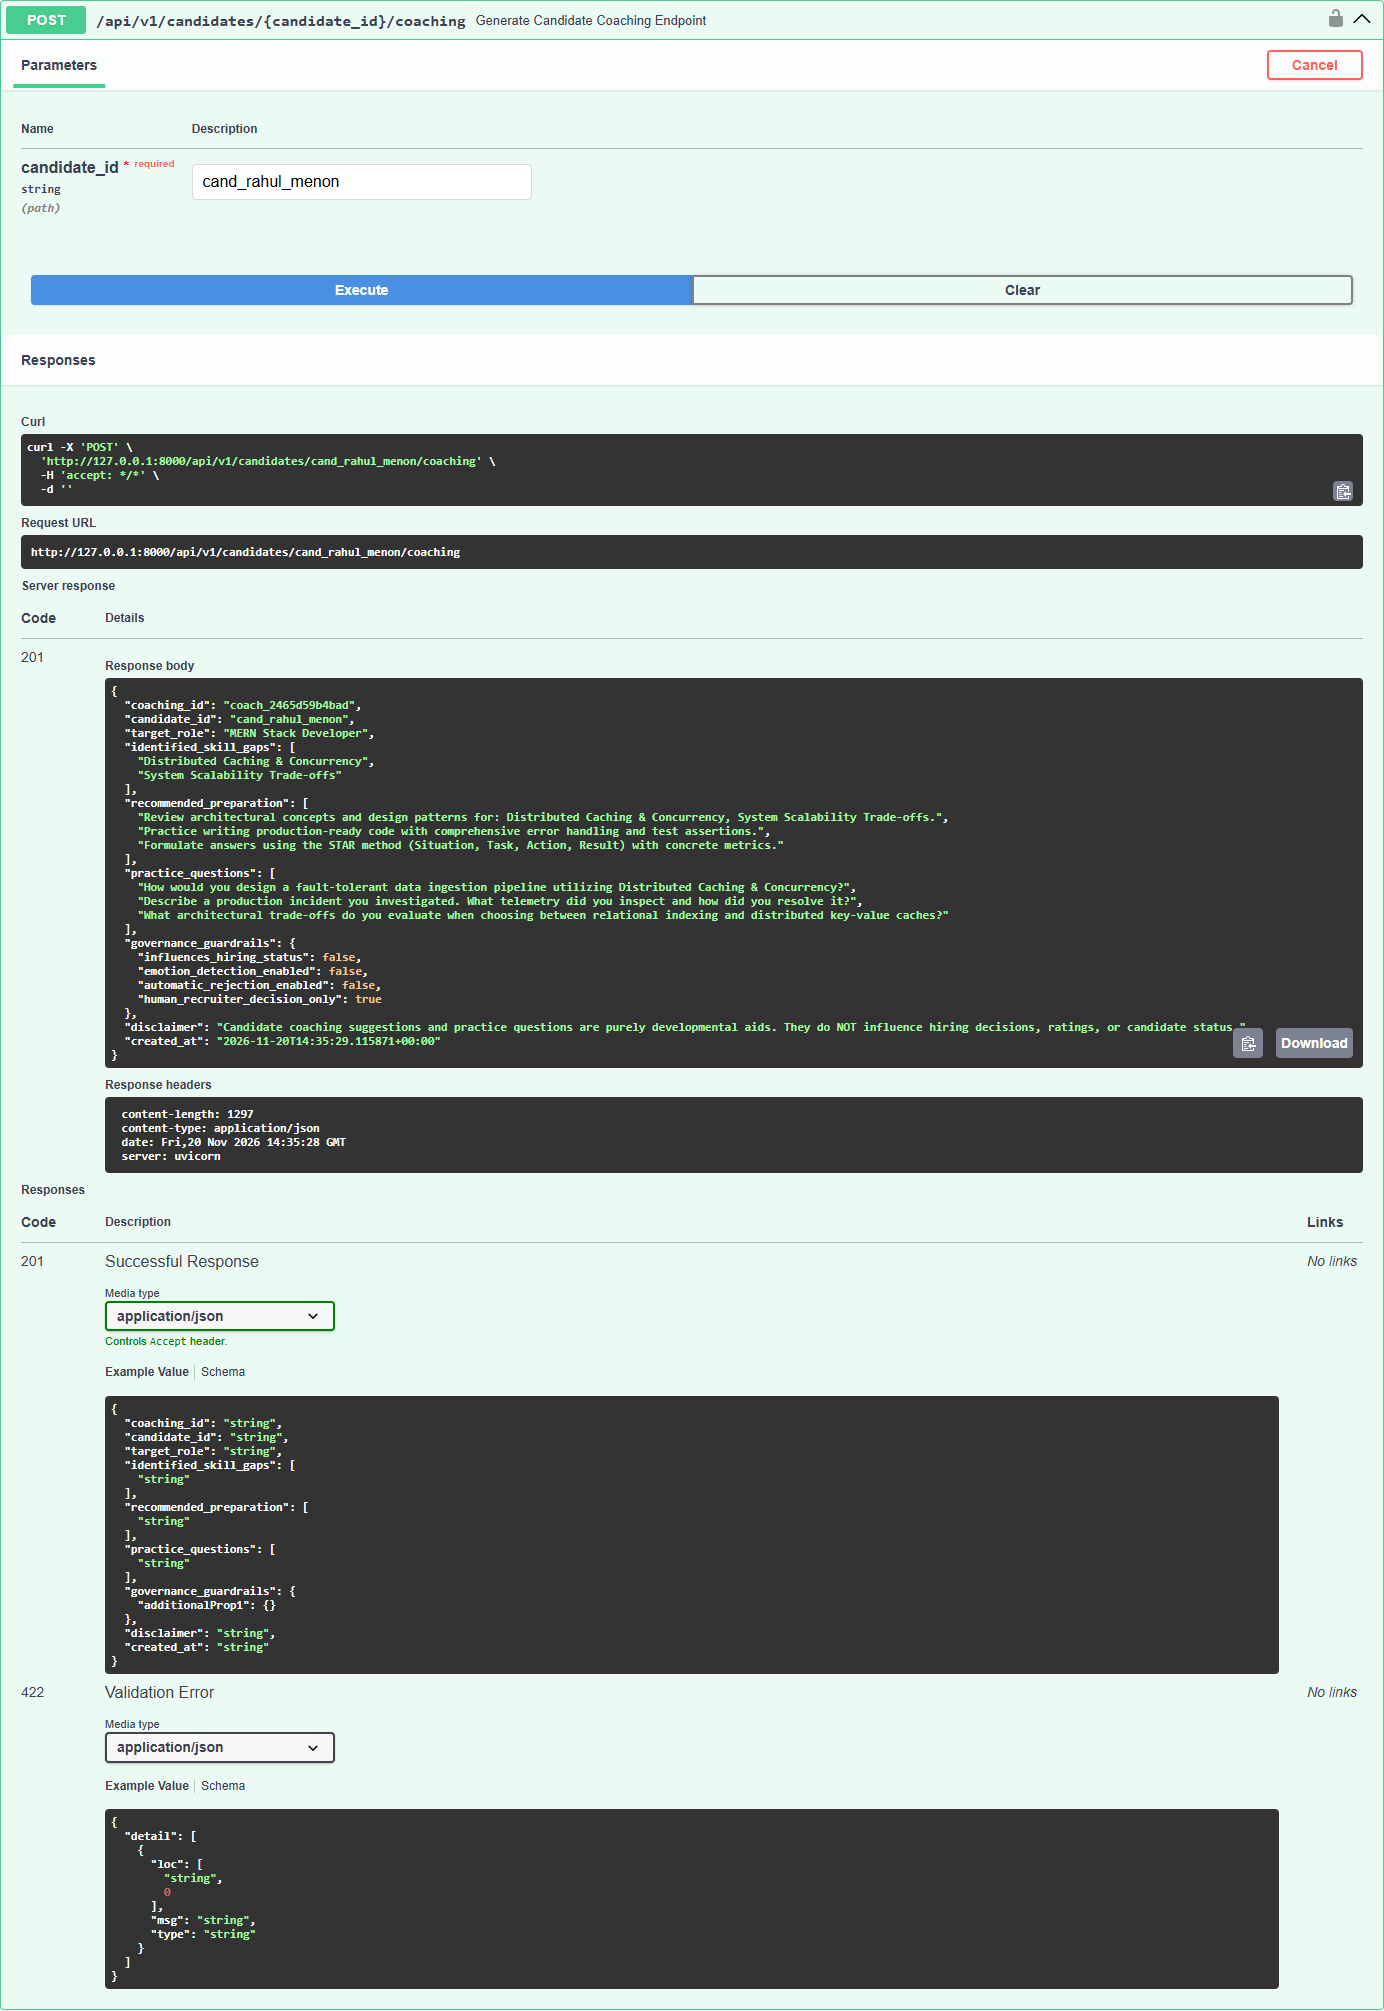 POST /api/v1/candidates/{candidate_id}/coaching Generate Candidate Coaching Endpoint
Parameters
Cancel
Name Description
candidate_id * required
string
(path)
cand_rahul_menon
Execute Clear
Responses
Curl
curl -X 'POST' \
'http://127.0.0.1:8000/api/v1/candidates/cand_rahul_menon/coaching' \
-H 'accept: */*' \
-d ''
Request URL
http://127.0.0.1:8000/api/v1/candidates/cand_rahul_menon/coaching
Server response
Code Details
201
Response body
{
"coaching_id": "coach_2465d59b4bad",
"candidate_id": "cand_rahul_menon",
"target_role": "MERN Stack Developer",
"identified_skill_gaps": [
"Distributed Caching & Concurrency",
"System Scalability Trade-offs"
],
"recommended_preparation": [
"Review architectural concepts and design patterns for: Distributed Caching & Concurrency, System Scalability Trade-offs.",
"Practice writing production-ready code with comprehensive error handling and test assertions.",
"Formulate answers using the STAR method (Situation, Task, Action, Result) with concrete metrics."
],
"practice_questions": [
"How would you design a fault-tolerant data ingestion pipeline utilizing Distributed Caching & Concurrency?",
"Describe a production incident you investigated. What telemetry did you inspect and how did you resolve it?",
"What architectural trade-offs do you evaluate when choosing between relational indexing and distributed key-value caches?"
],
"governance_guardrails": {
"influences_hiring_status": false,
"emotion_detection_enabled": false,
"automatic_rejection_enabled": false,
"human_recruiter_decision_only": true
},
"disclaimer": "Candidate coaching suggestions and practice questions are purely developmental aids. They do NOT influence hiring decisions, ratings, or candidate status."
"created_at": "2026-11-20T14:35:29.115871+00:00"
}
Download
Response headers
content-length: 1297
content-type: application/json
date: Fri,20 Nov 2026 14:35:28 GMT
server: uvicorn
Responses
Code Description Links
201 Successful Response No links
Media type
application/json
Controls Accept header.
Example Value Schema
{
"coaching_id": "string",
"candidate_id": "string",
"target_role": "string",
"identified_skill_gaps": [
"string"
],
"recommended_preparation": [
"string"
],
"practice_questions": [
"string"
],
"governance_guardrails": {
"additionalProp1": {}
},
"disclaimer": "string",
"created_at": "string"
}
422 Validation Error No links
Media type
application/json
Example Value Schema
{
"detail": [
{
"loc": [
"string",
0
],
"msg": "string",
"type": "string"
}
]
}